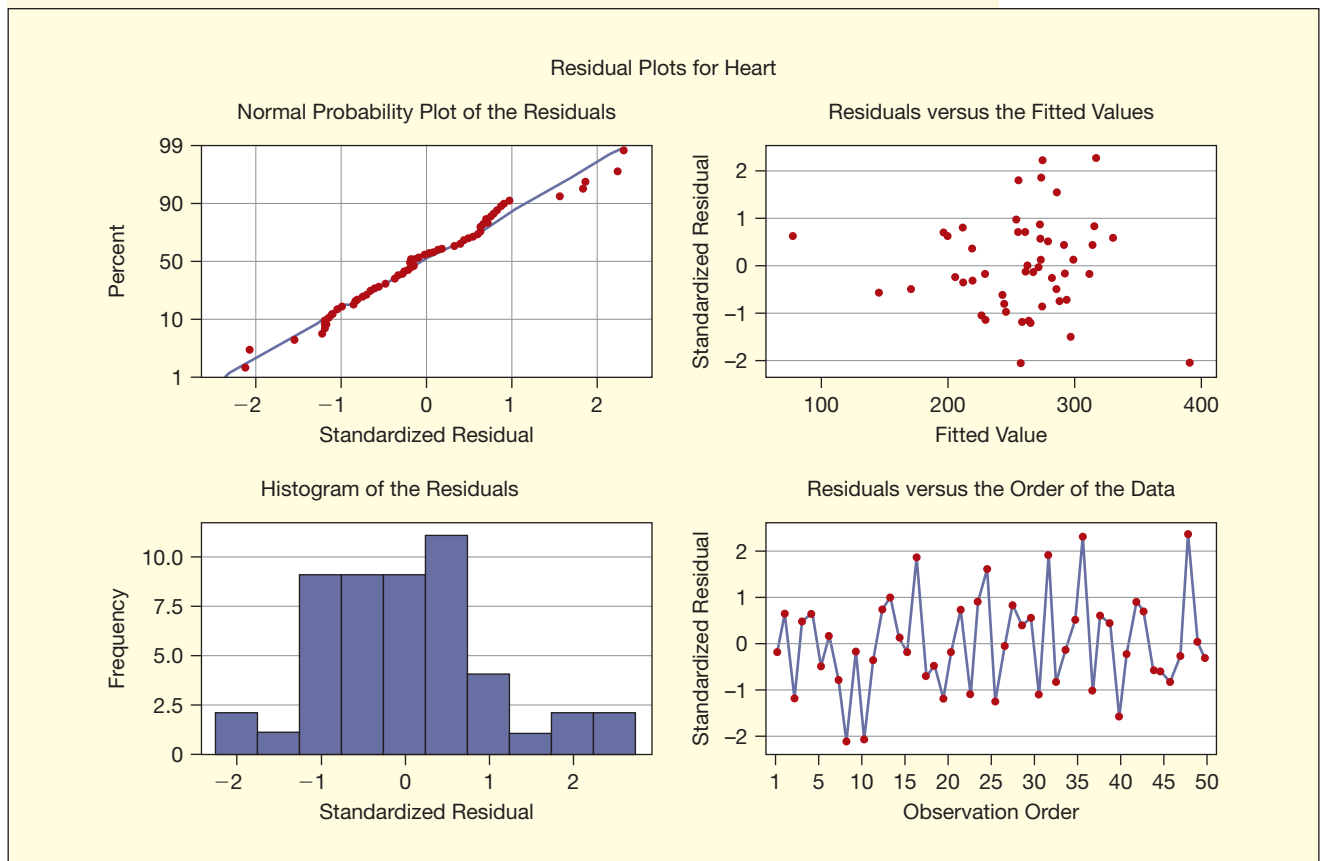 Residual Plots for Heart
Normal Probability Plot of the Residuals
99
90
50
10
1
Percent
−2 −1 0 1 2
Standardized Residual
Residuals versus the Fitted Values
2
1
0
−1
−2
Standardized Residual
100 200 300 400
Fitted Value
Histogram of the Residuals
10.0
7.5
5.0
2.5
0
Frequency
−2 −1 0 1 2
Standardized Residual
Residuals versus the Order of the Data
2
1
0
−1
−2
Standardized Residual
1 5 10 15 20 25 30 35 40 45 50
Observation Order